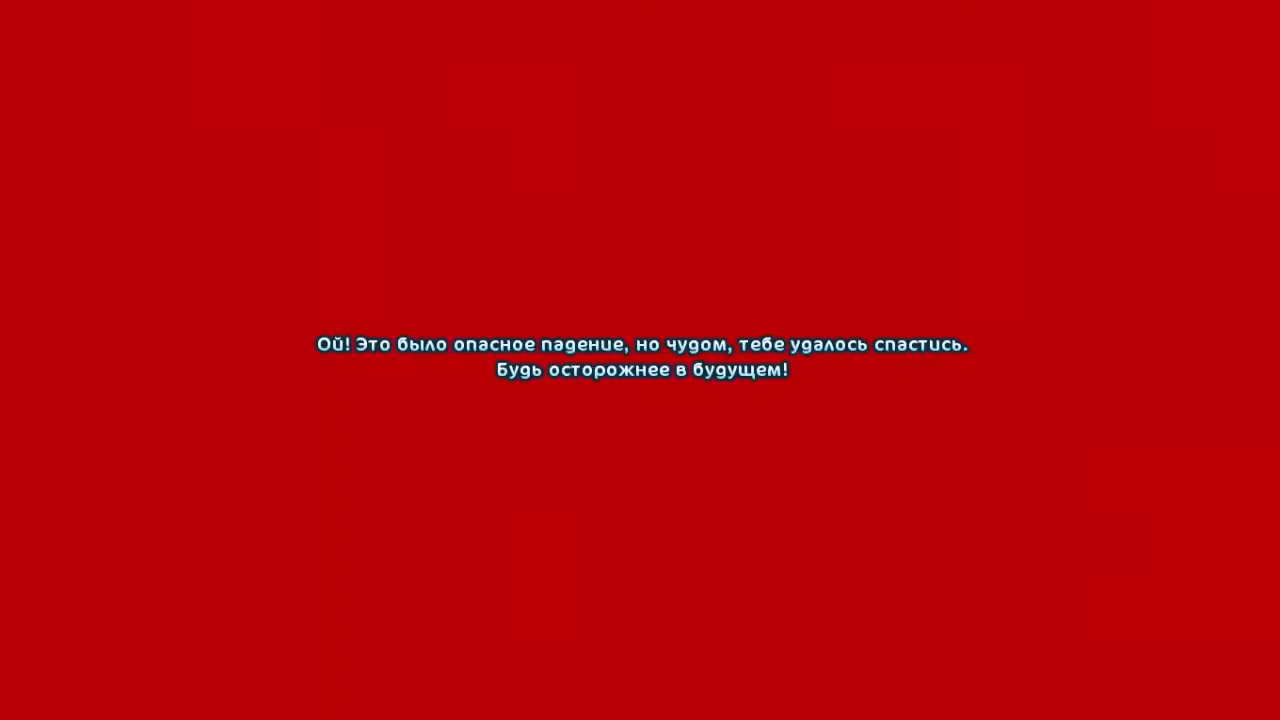 Ой! Это было опасное падение, но чудом, тебе удалось спастись.
Будь осторожнее в будущем!